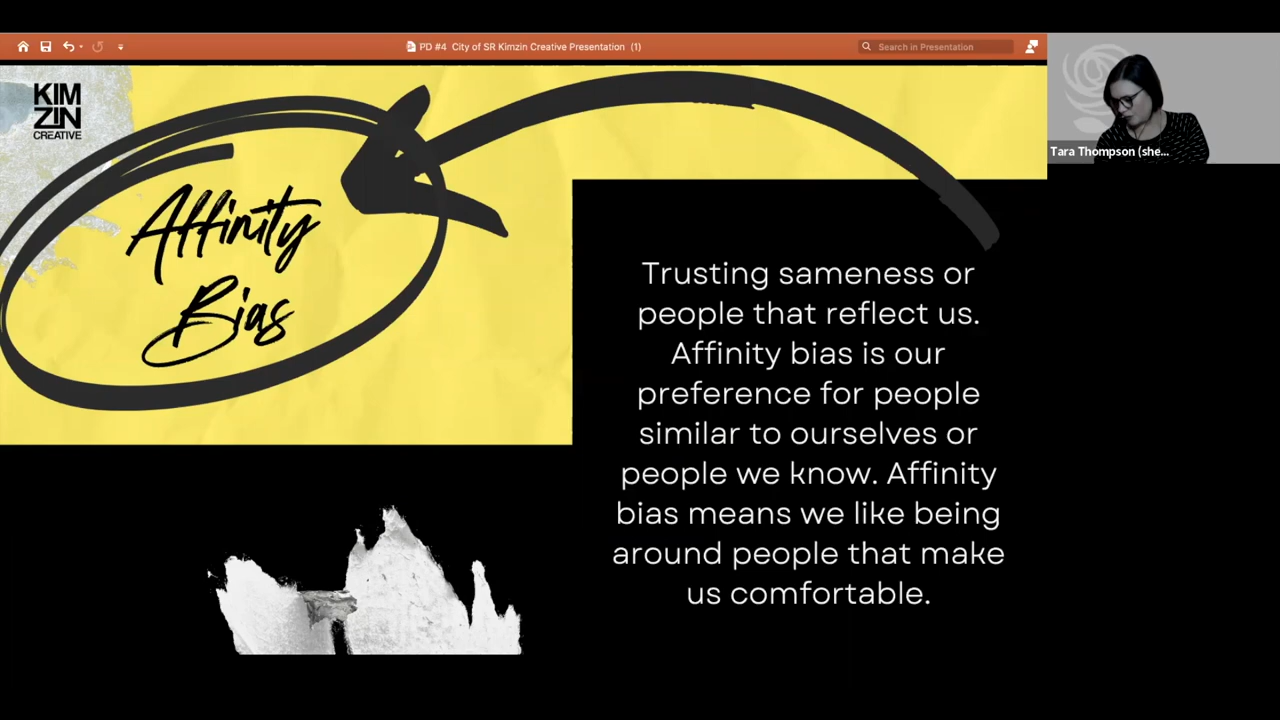 PD #4 City of SR Kimzin Creative Presentation (1)
Search in Presentation
KIM
ZIN
CREATIVE
Tara Thompson (she...
Affinity
Bias
Trusting sameness or
people that reflect us.
Affinity bias is our
preference for people
similar to ourselves or
people we know. Affinity
bias means we like being
around people that make
us comfortable.